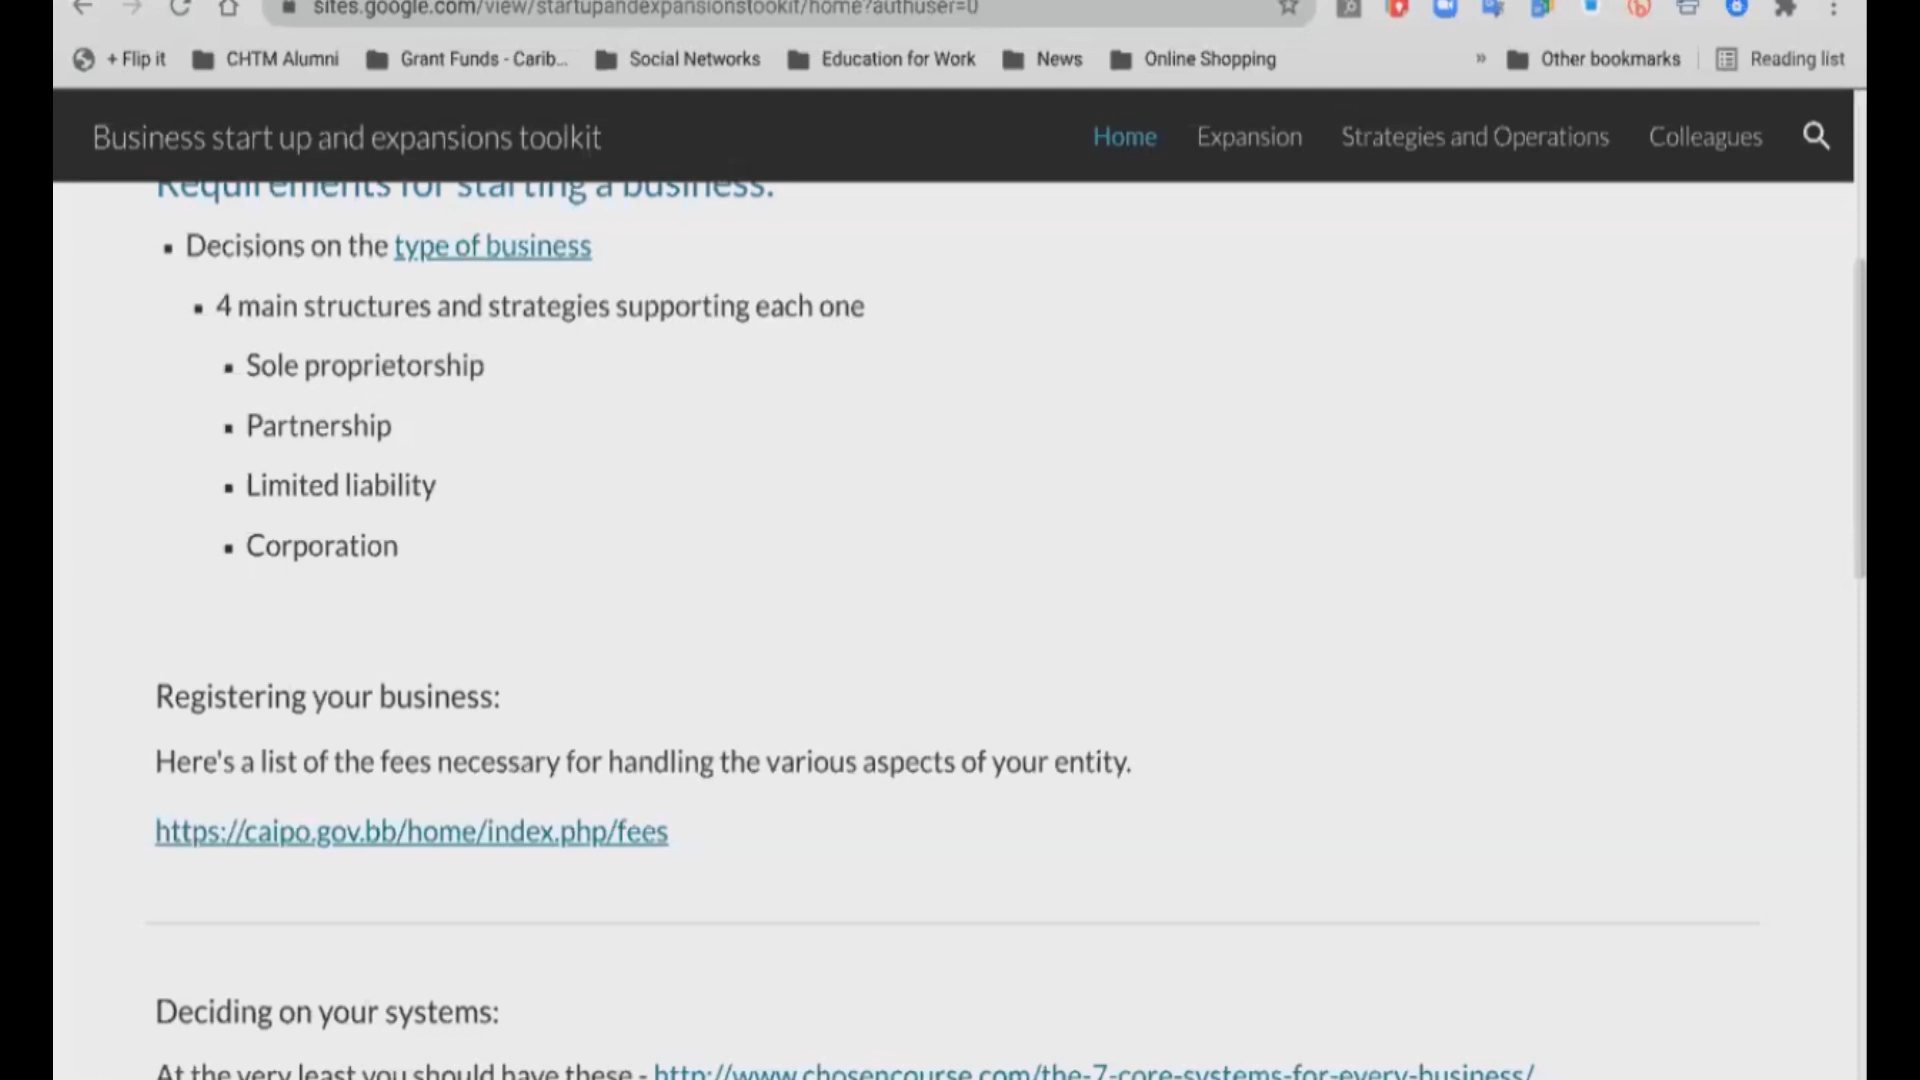 sites.google.com/view/startupandexpansionstookit/home?authuser=0
+ Flip it CHTM Alumni Grant Funds - Carib... Social Networks Education for Work News Online Shopping » Other bookmarks Reading list
Business start up and expansions toolkit Home Expansion Strategies and Operations Colleagues
Requirements for starting a business:
▪ Decisions on the type of business
▪ 4 main structures and strategies supporting each one
▪ Sole proprietorship
▪ Partnership
▪ Limited liability
▪ Corporation
Registering your business:
Here's a list of the fees necessary for handling the various aspects of your entity.
https://caipo.gov.bb/home/index.php/fees
Deciding on your systems:
At the very least you should have these - http://www.chosencourse.com/the-7-core-systems-for-every-business/